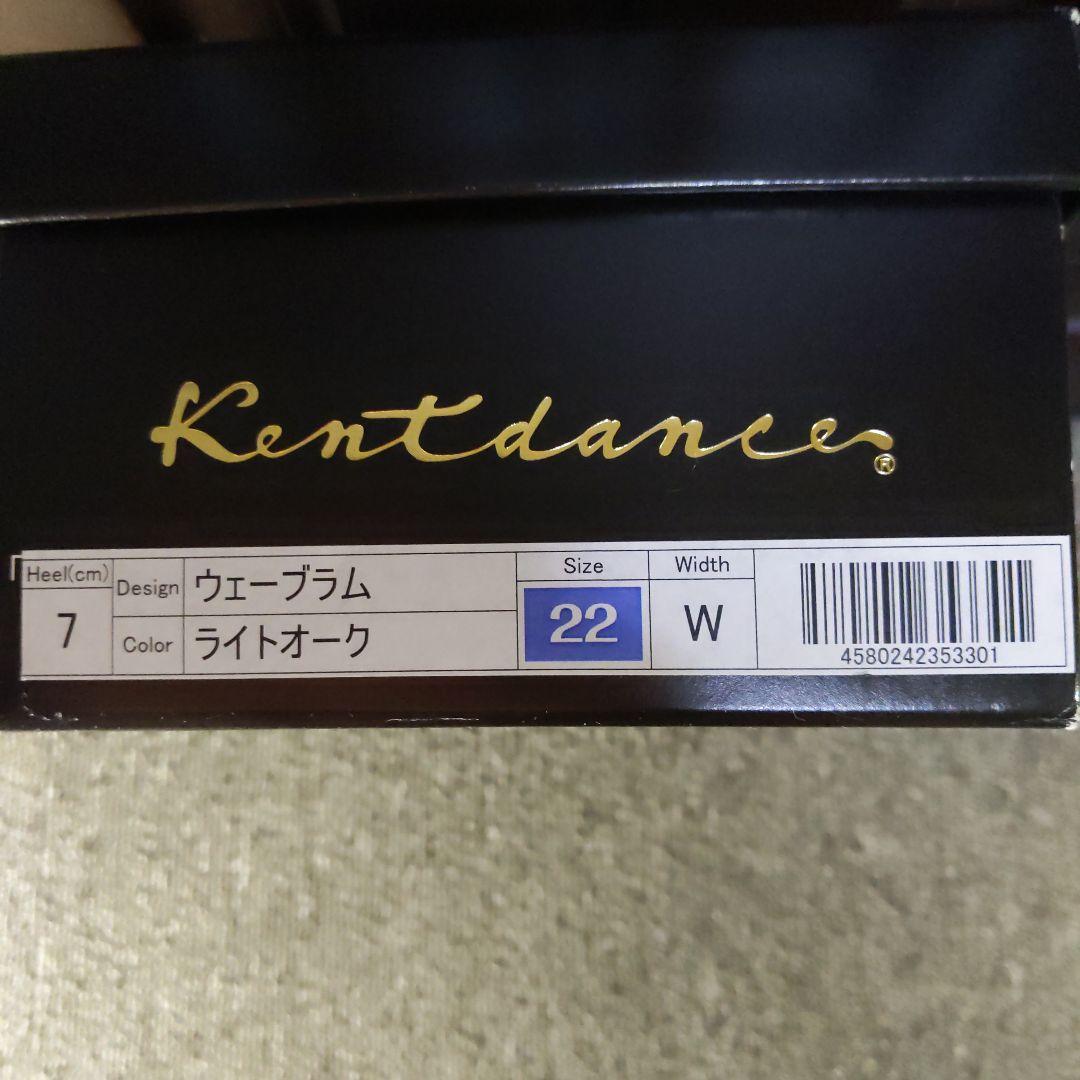 Kentdance®
Heel(cm)
7
Design ウェーブラム
Color ライトオーク
Size
22
Width
W
4580242353301